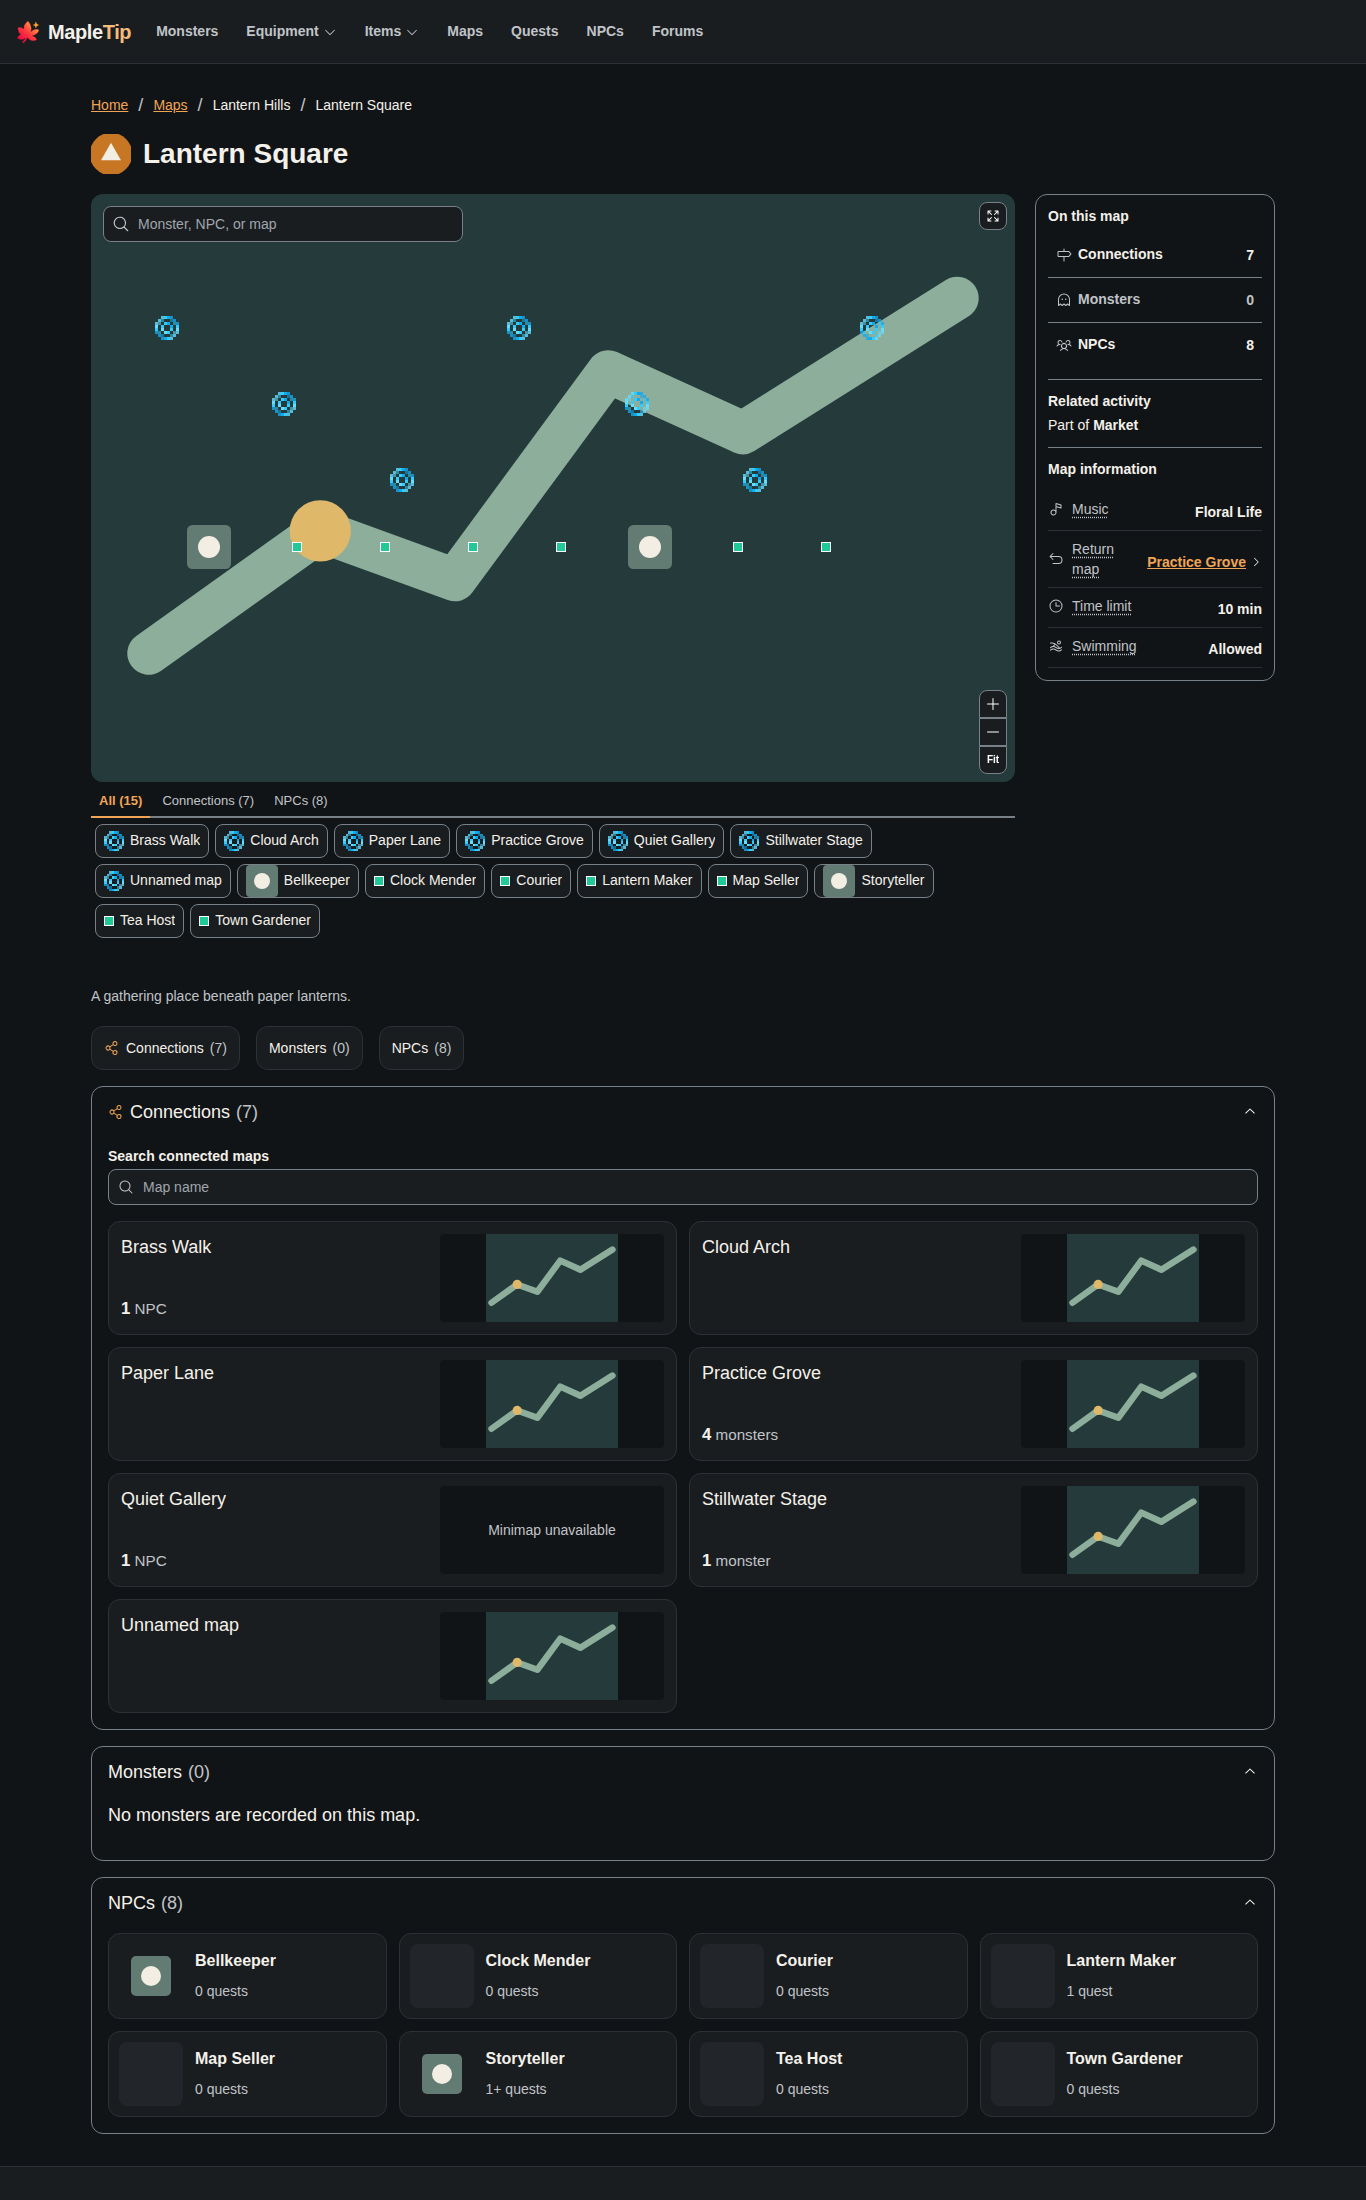 MapleTip
Monsters
Equipment
Items
Maps
Quests
NPCs
Forums
Home / Maps / Lantern Hills / Lantern Square
Lantern Square
Monster, NPC, or map
Fit
On this map
Connections 7
Monsters 0
NPCs 8
Related activity
Part of Market
Map information
Music Floral Life
Return map Practice Grove
Time limit 10 min
Swimming Allowed
All (15) Connections (7) NPCs (8)
Brass Walk Cloud Arch Paper Lane Practice Grove Quiet Gallery Stillwater Stage
Unnamed map Bellkeeper Clock Mender Courier Lantern Maker Map Seller Storyteller
Tea Host Town Gardener
A gathering place beneath paper lanterns.
Connections (7) Monsters (0) NPCs (8)
Connections (7)
Search connected maps
Map name
Brass Walk
1 NPC
Cloud Arch
Paper Lane
Practice Grove
4 monsters
Quiet Gallery
1 NPC
Minimap unavailable
Stillwater Stage
1 monster
Unnamed map
Monsters (0)
No monsters are recorded on this map.
NPCs (8)
Bellkeeper
0 quests
Clock Mender
0 quests
Courier
0 quests
Lantern Maker
1 quest
Map Seller
0 quests
Storyteller
1+ quests
Tea Host
0 quests
Town Gardener
0 quests